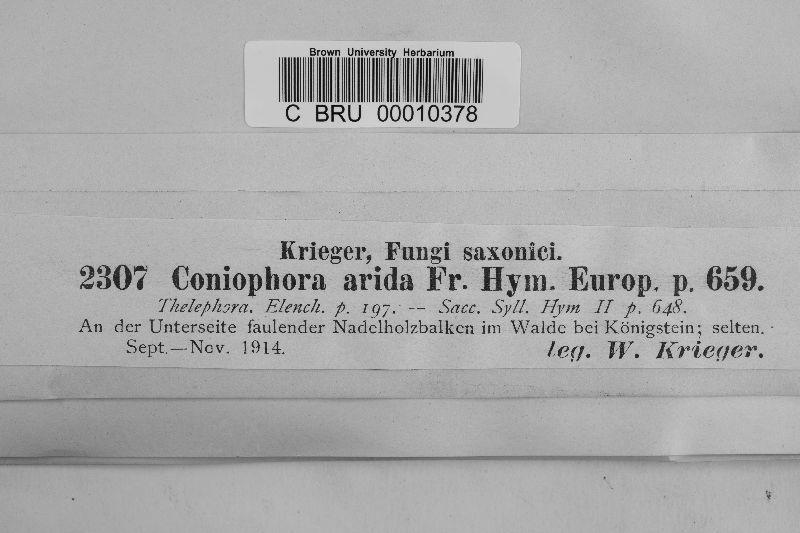 Brown University Herbarium
C BRU 00010378
Krieger, Fungi saxonici.
2307 Coniophora arida Fr. Hym. Europ. p. 659.
Thelephora. Elench. p. 197. — Sacc. Syll. Hym II p. 648.
An der Unterseite faulender Nadelholzbalken im Walde bei Königstein; selten.
Sept.—Nov. 1914. leg. W. Krieger.